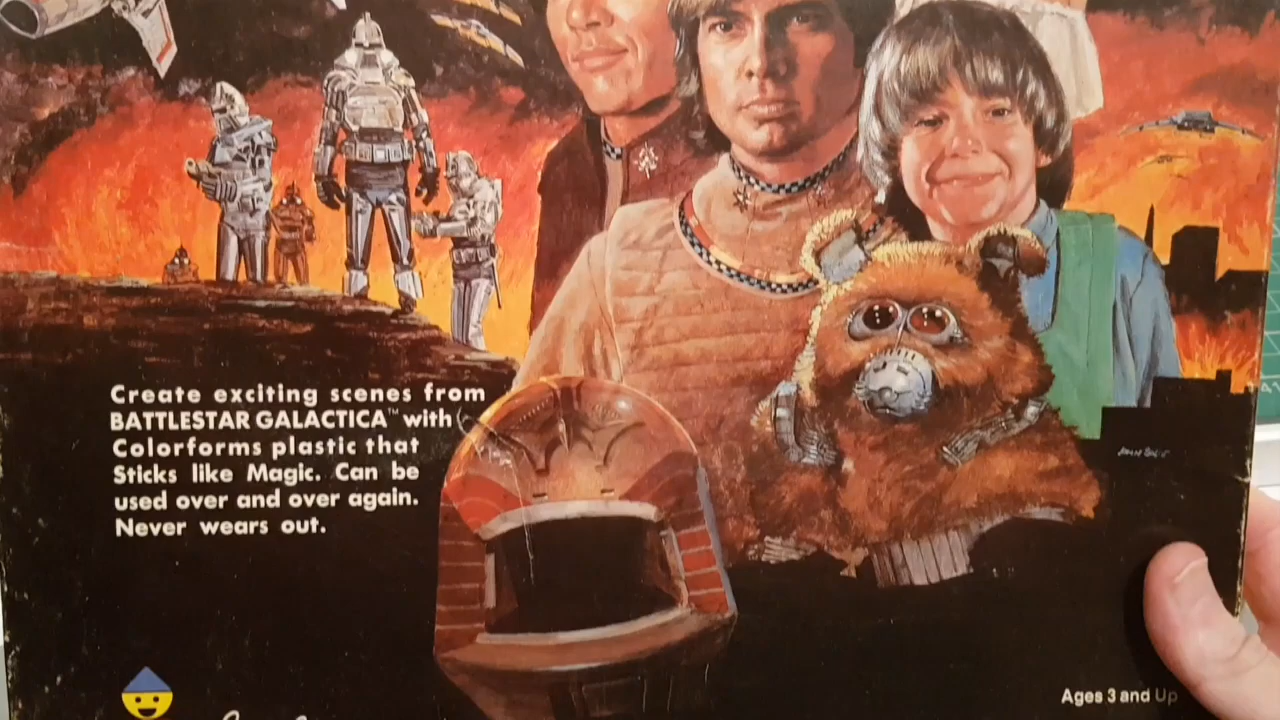 Create exciting scenes from
BATTLESTAR GALACTICA™ with
Colorforms plastic that
Sticks like Magic. Can be
used over and over again.
Never wears out.
Ages 3 and Up